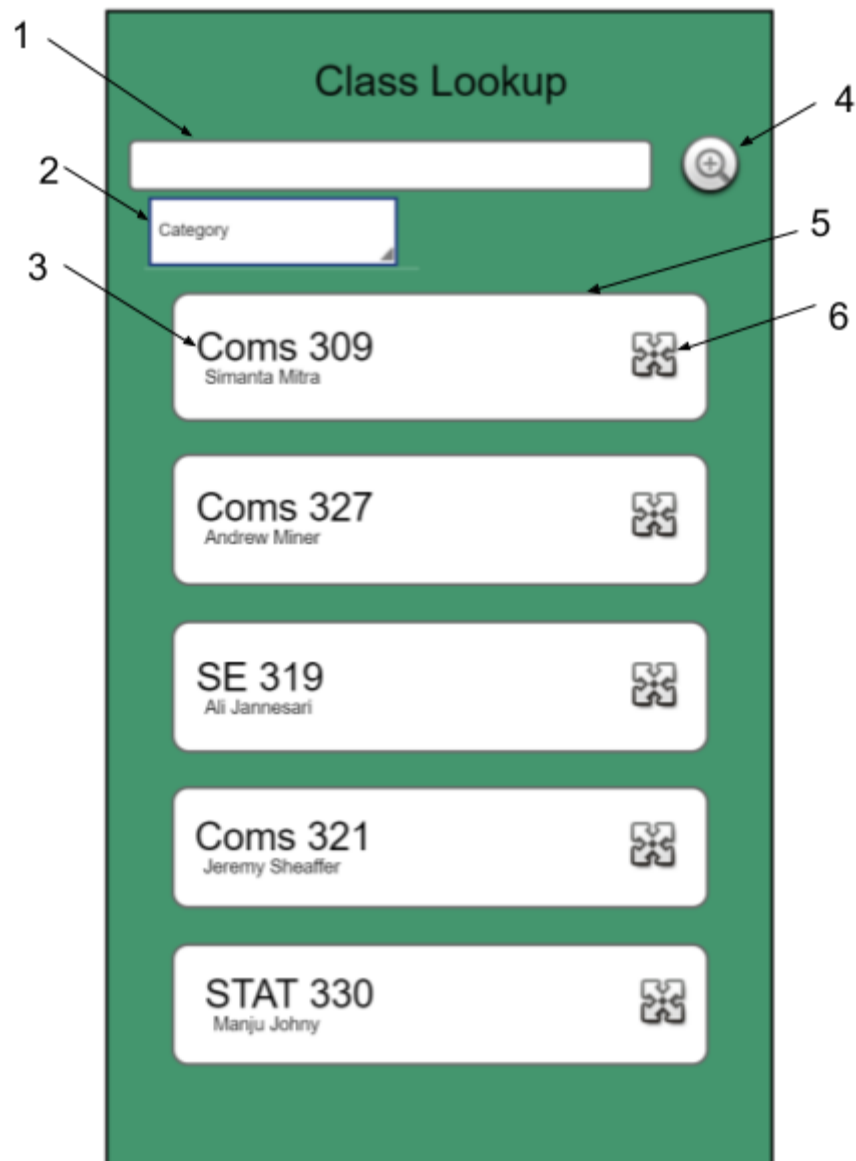 1
Class Lookup
4
2
Category
5
3
Coms 309
6
Simanta Mitra
Coms 327
Andrew Miner
SE 319
Ali Jannesari
Coms 321
Jeremy Sheaffer
STAT 330
Manju Johny